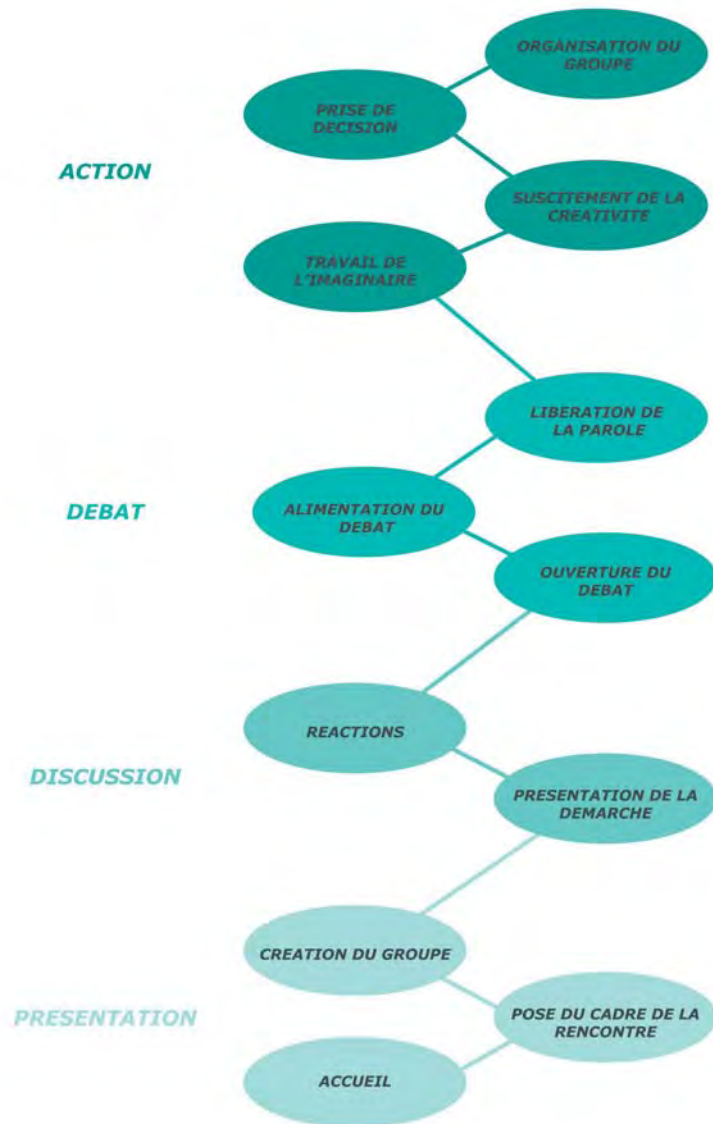 ORGANISATION DU
GROUPE
PRISE DE
DECISION
ACTION
SUSCITEMENT DE LA
CREATIVITE
TRAVAIL DE
L'IMAGINAIRE
LIBERATION DE
LA PAROLE
DEBAT
ALIMENTATION DU
DEBAT
OUVERTURE DU
DEBAT
REACTIONS
DISCUSSION
PRESENTATION DE LA
DEMARCHE
CREATION DU GROUPE
PRESENTATION
POSE DU CADRE DE LA
RENCONTRE
ACCUEIL